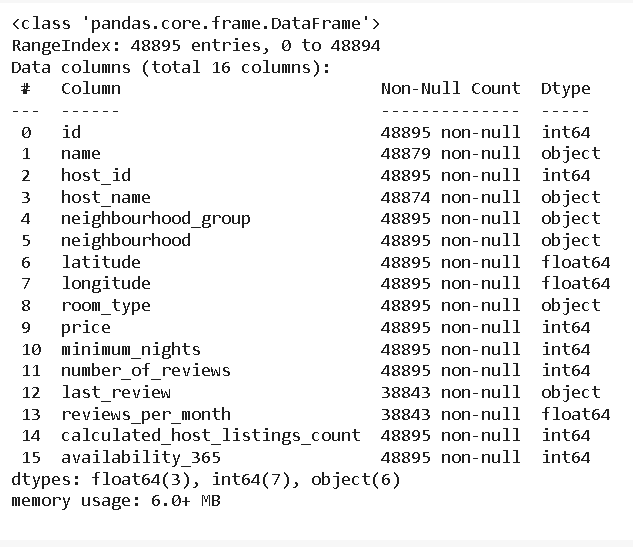 <class 'pandas.core.frame.DataFrame'>
RangeIndex: 48895 entries, 0 to 48894
Data columns (total 16 columns):
 #   Column                          Non-Null Count  Dtype
---  ------                          --------------  -----
 0   id                              48895 non-null  int64
 1   name                            48879 non-null  object
 2   host_id                         48895 non-null  int64
 3   host_name                       48874 non-null  object
 4   neighbourhood_group             48895 non-null  object
 5   neighbourhood                   48895 non-null  object
 6   latitude                        48895 non-null  float64
 7   longitude                       48895 non-null  float64
 8   room_type                       48895 non-null  object
 9   price                           48895 non-null  int64
 10  minimum_nights                  48895 non-null  int64
 11  number_of_reviews               48895 non-null  int64
 12  last_review                     38843 non-null  object
 13  reviews_per_month               38843 non-null  float64
 14  calculated_host_listings_count  48895 non-null  int64
 15  availability_365                48895 non-null  int64
dtypes: float64(3), int64(7), object(6)
memory usage: 6.0+ MB